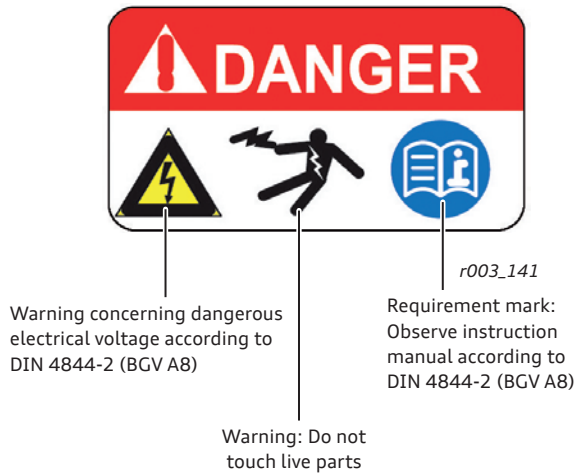 DANGER
r003_141
Warning concerning dangerous
electrical voltage according to
DIN 4844-2 (BGV A8)
Requirement mark:
Observe instruction
manual according to
DIN 4844-2 (BGV A8)
Warning: Do not
touch live parts